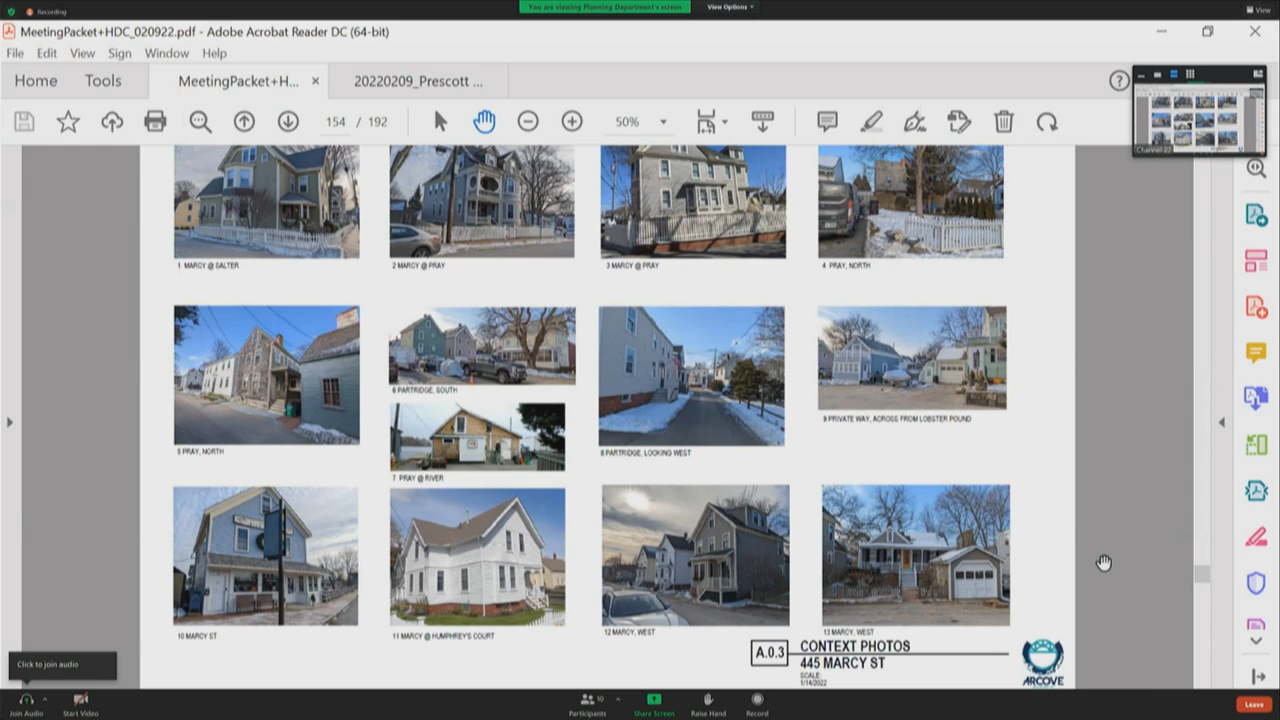 Recording
You are viewing Planning Department's screen
View Options
View
MeetingPacket+HDC_020922.pdf - Adobe Acrobat Reader DC (64-bit)
File Edit View Sign Window Help
Home Tools MeetingPacket+H... × 20220209_Prescott ...
154 / 192 50%
1 MARCY @ SALTER
2 MARCY @ PRAY
3 MARCY @ PRAY
4 PRAY, NORTH
5 PRAY, NORTH
6 PARTRIDGE, SOUTH
7 PRAY @ RIVER
8 PARTRIDGE, LOOKING WEST
9 PRIVATE WAY, ACROSS FROM LOBSTER POUND
10 MARCY ST
11 MARCY @ HUMPHREY'S COURT
12 MARCY, WEST
13 MARCY, WEST
A.0.3
CONTEXT PHOTOS
445 MARCY ST
SCALE:
1/14/2022
ARCOVE
Click to join audio
Join Audio
Start Video
Participants
10
Share Screen
Raise Hand
Record
Leave